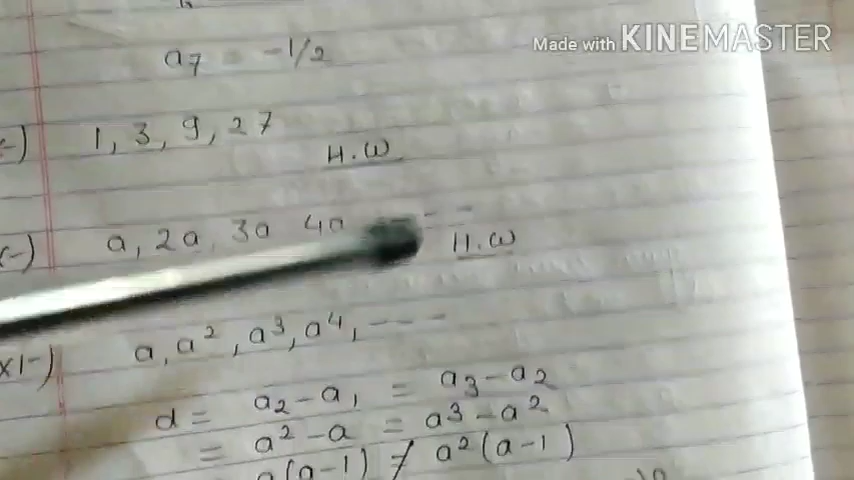 Made with KINEMASTER
a7 = -1/2
1, 3, 9, 27
H.W
a, 2a, 3a 4a - -
H.W
x1-) a, a², a³, a⁴, - - - -
d = a₂ - a₁ = a₃ - a₂
= a² - a = a³ - a²
a(a-1) ≠ a²(a-1)